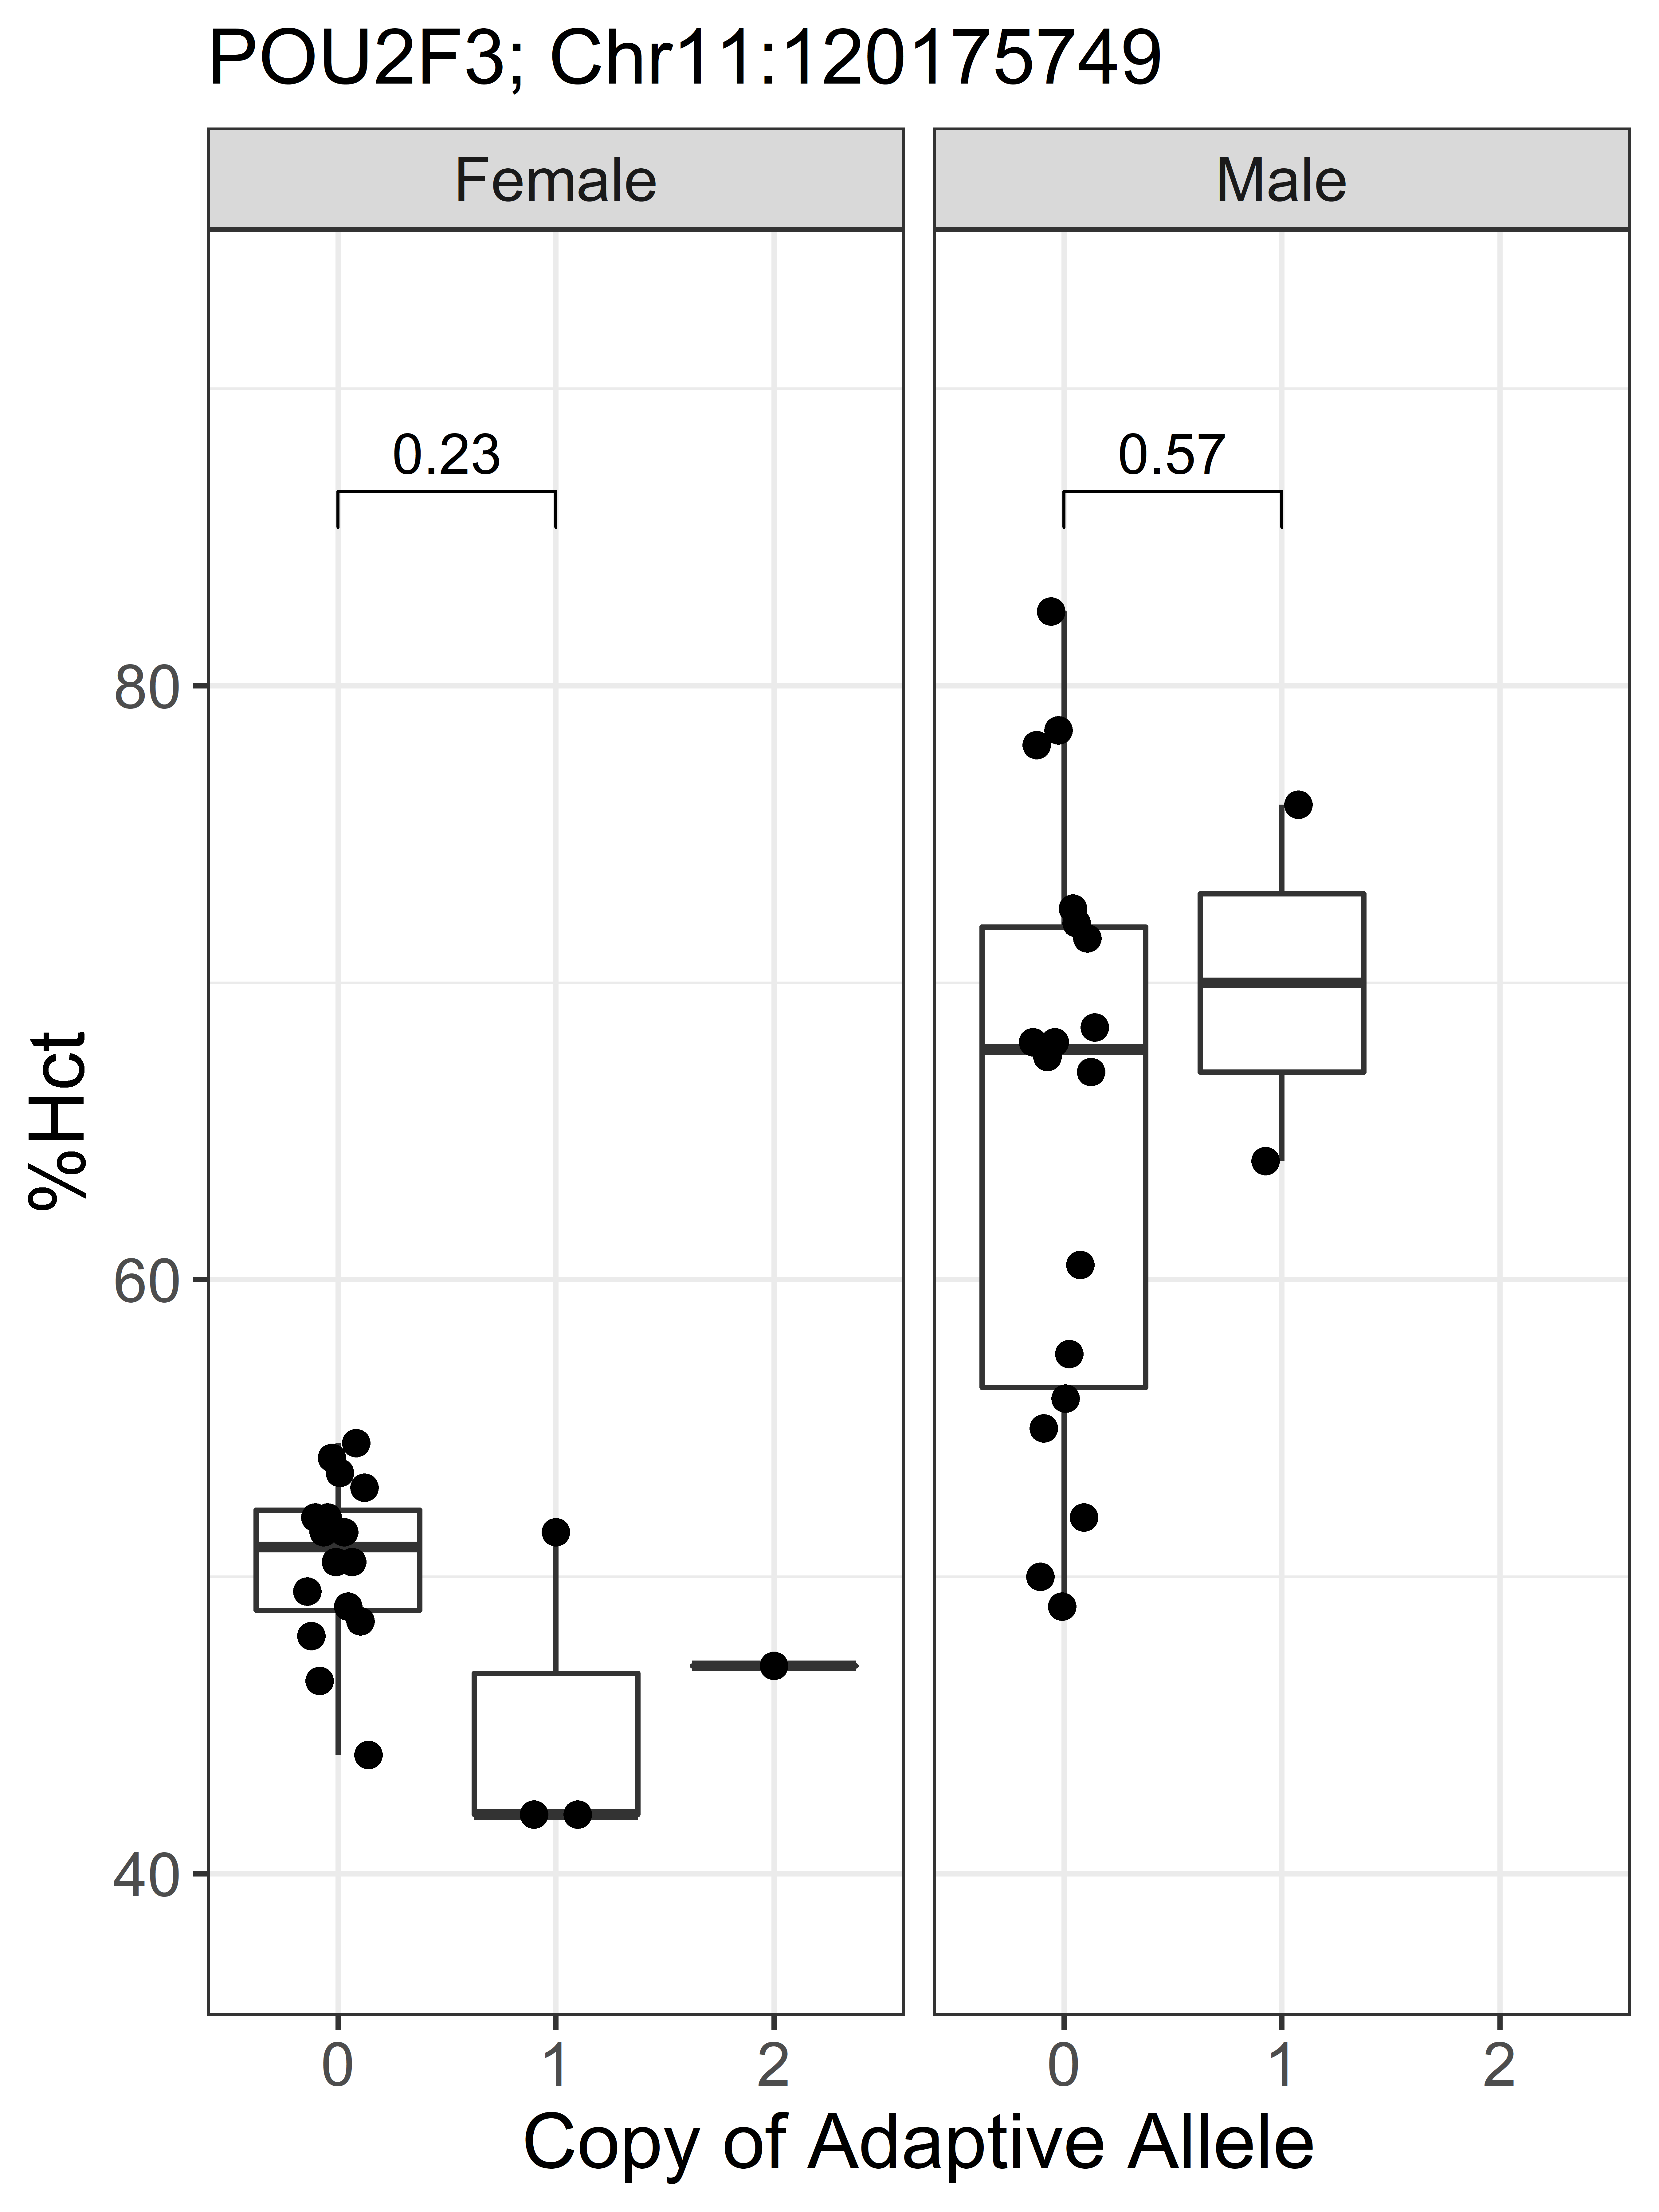 POU2F3; Chr11:120175749
Female Male
0.23 0.57
80
60
40
%Hct
0 1 2 0 1 2
Copy of Adaptive Allele